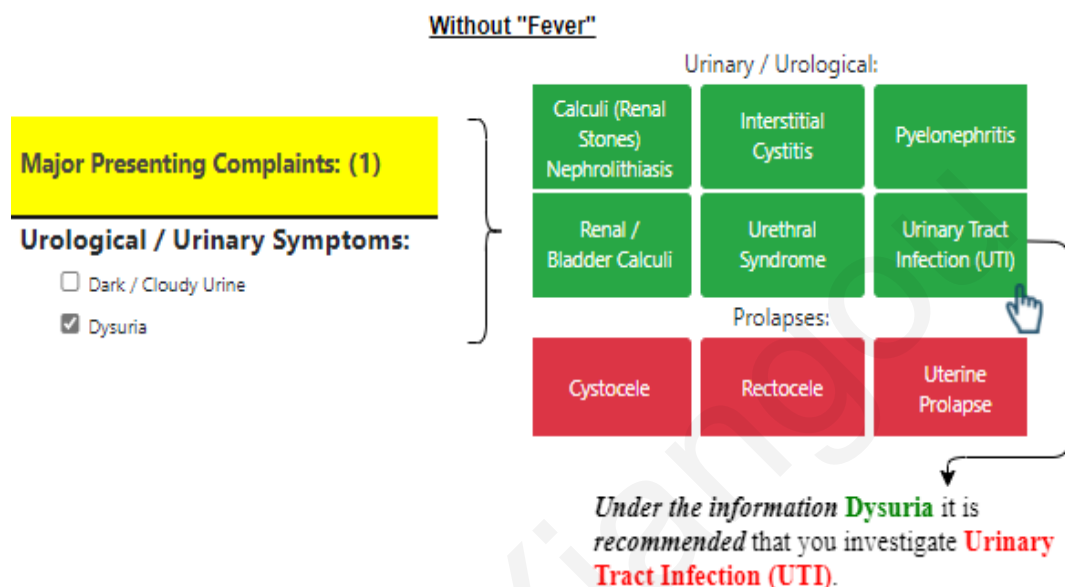 Without "Fever"
Major Presenting Complaints: (1)
Urological / Urinary Symptoms:
Dark / Cloudy Urine
Dysuria
Urinary / Urological:
Calculi (Renal
Stones)
Nephrolithiasis
Interstitial
Cystitis
Pyelonephritis
Renal /
Bladder Calculi
Urethral
Syndrome
Urinary Tract
Infection (UTI)
Prolapses:
Cystocele
Rectocele
Uterine
Prolapse
Under the information Dysuria it is
recommended that you investigate Urinary
Tract Infection (UTI).